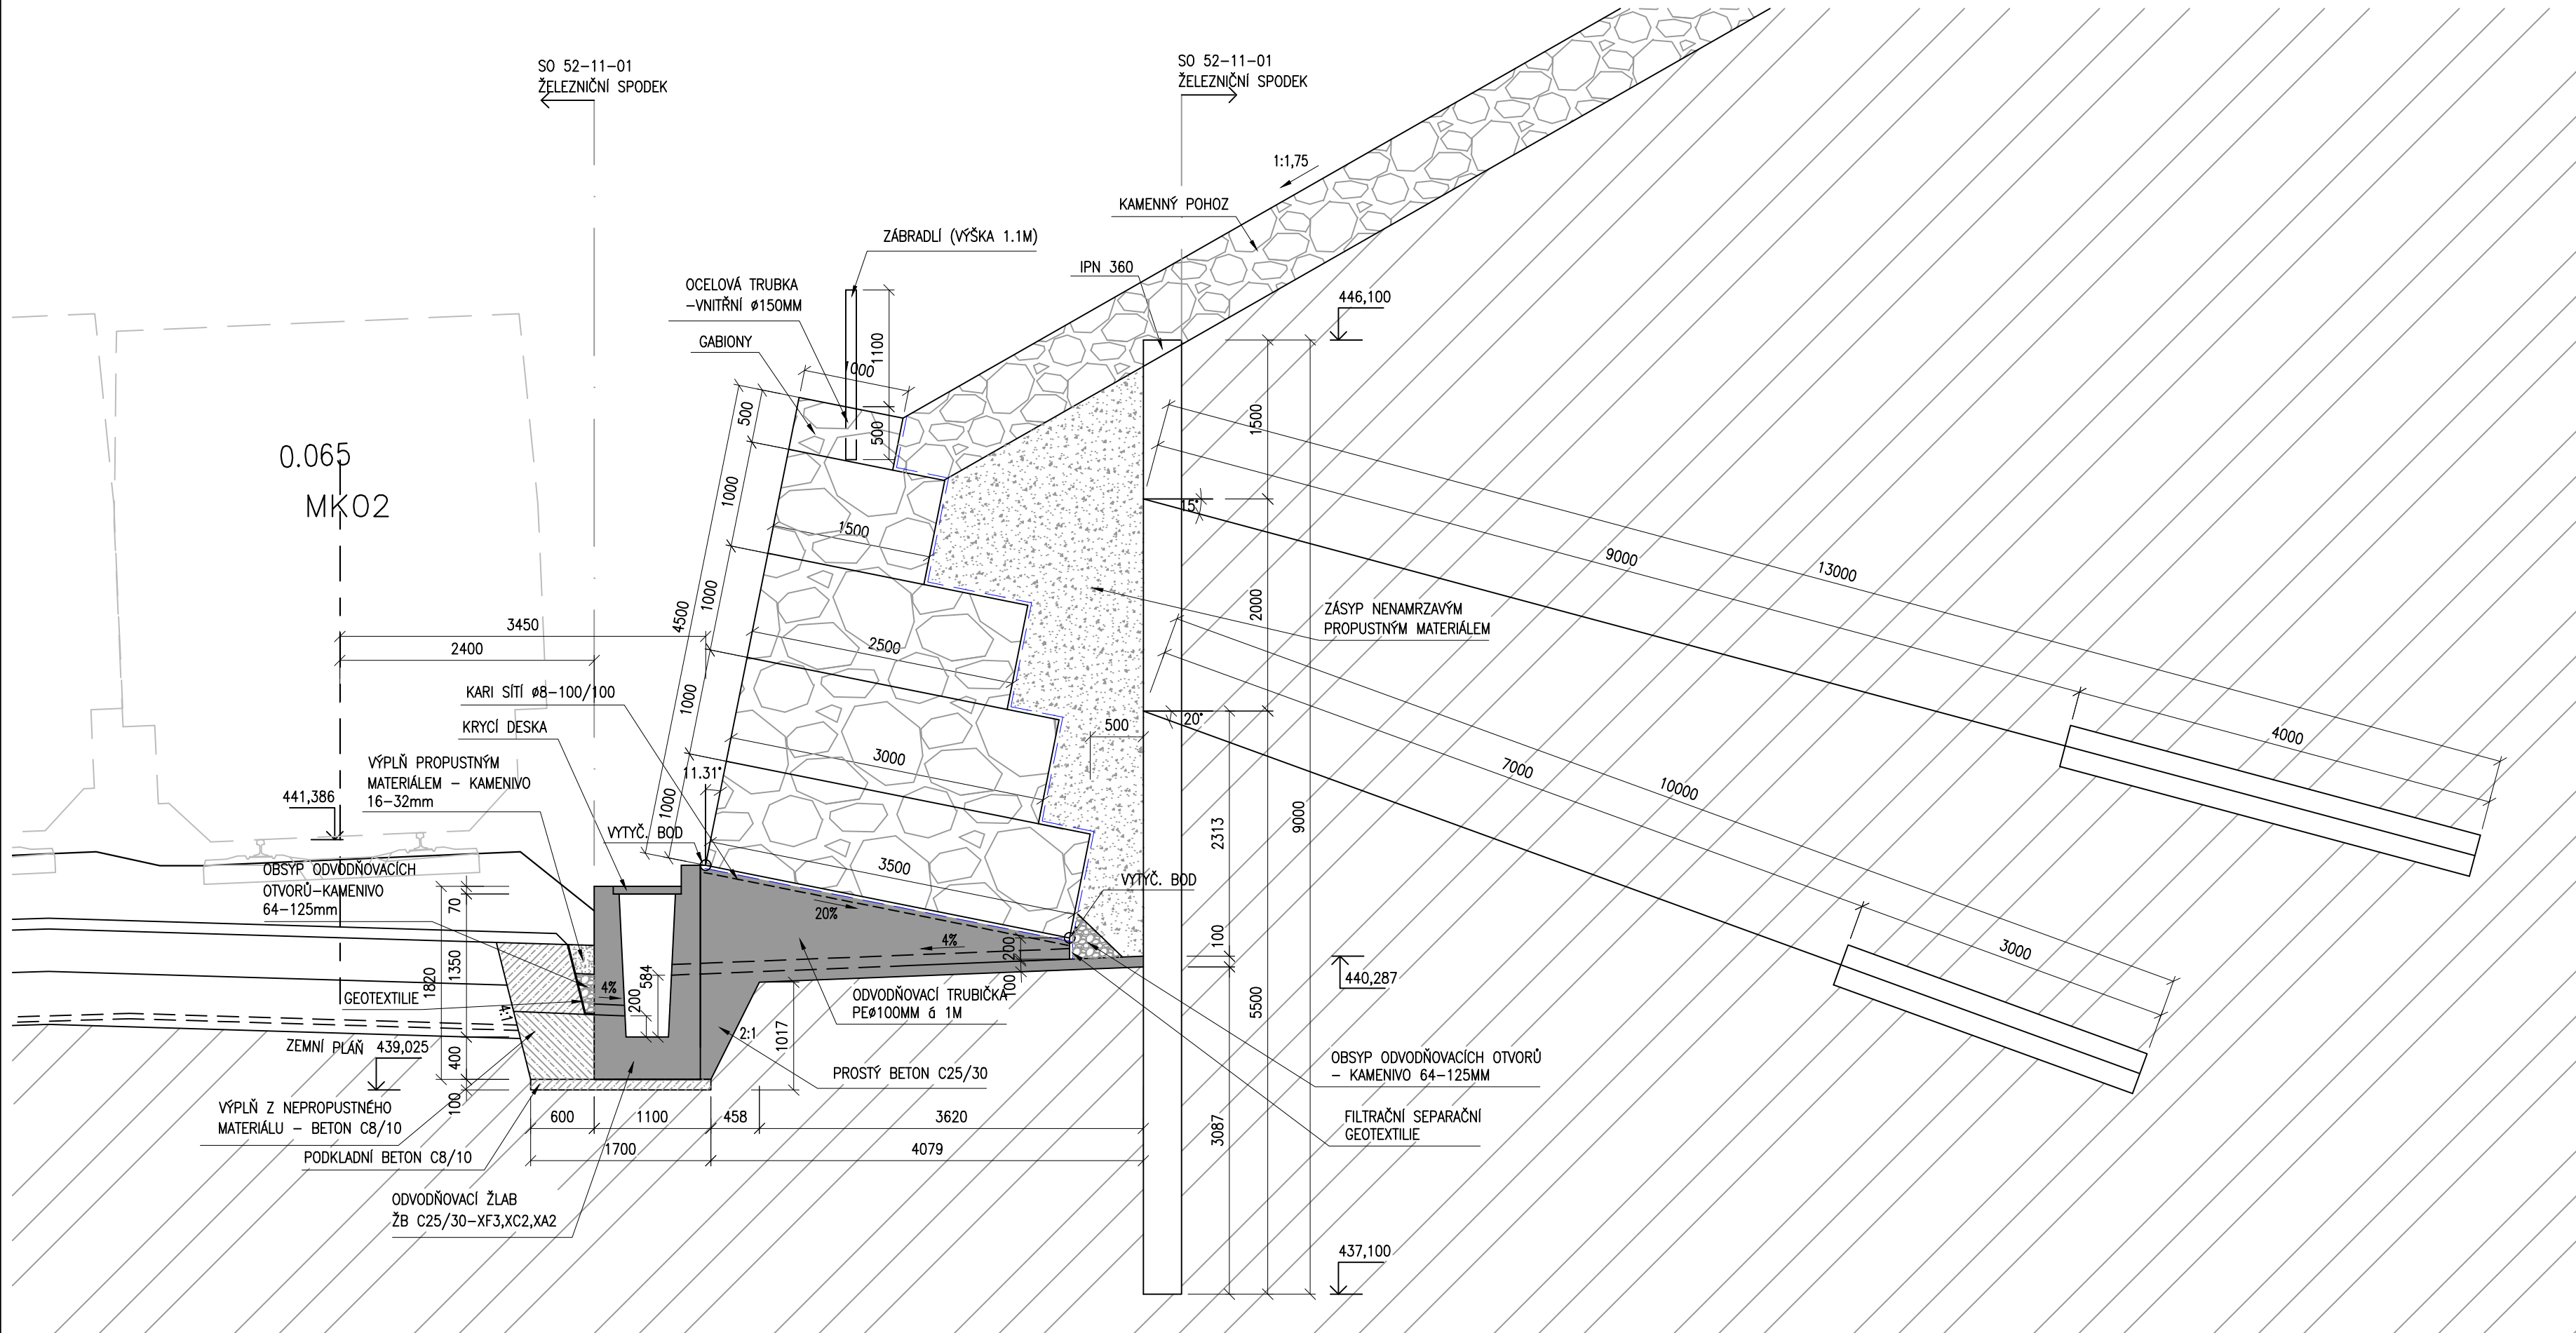 SO 52-11-01
ŽELEZNIČNÍ SPODEK
SO 52-11-01
ŽELEZNIČNÍ SPODEK
1:1,75
KAMENNÝ POHOZ
ZÁBRADLÍ (VÝŠKA 1.1M)
IPN 360
OCELOVÁ TRUBKA
-VNITŘNÍ ø150MM
GABIONY
446,100
1100
1000
500
500
1500
0.065
MK02
1000
1500
15°
9000
13000
1000
4500
2000
ZÁSYP NENAMRZAVÝM
PROPUSTNÝM MATERIÁLEM
3450
2400
2500
KARI SÍTÍ ø8-100/100
1000
KRYCÍ DESKA
500
20°
4000
VÝPLŇ PROPUSTNÝM
MATERIÁLEM - KAMENIVO
16-32mm
3000
11.31°
7000
10000
441,386
1000
2313
9000
VYTYČ. BOD
3500
OBSYP ODVODŇOVACÍCH
OTVORŮ-KAMENIVO
64-125mm
VYTYČ. BOD
70
20%
4%
200
100
3000
1350
1820
584
4%
200
GEOTEXTILIE
100
440,287
ODVODŇOVACÍ TRUBIČKA
PEø100MM á 1M
4:1
5500
2:1
1017
ZEMNÍ PLÁŇ 439,025
400
100
PROSTÝ BETON C25/30
OBSYP ODVODŇOVACÍCH OTVORŮ
- KAMENIVO 64-125MM
VÝPLŇ Z NEPROPUSTNÉHO
MATERIÁLU - BETON C8/10
600
1100
458
3620
3087
FILTRAČNÍ SEPARAČNÍ
GEOTEXTILIE
PODKLADNÍ BETON C8/10
1700
4079
ODVODŇOVACÍ ŽLAB
ŽB C25/30-XF3,XC2,XA2
437,100